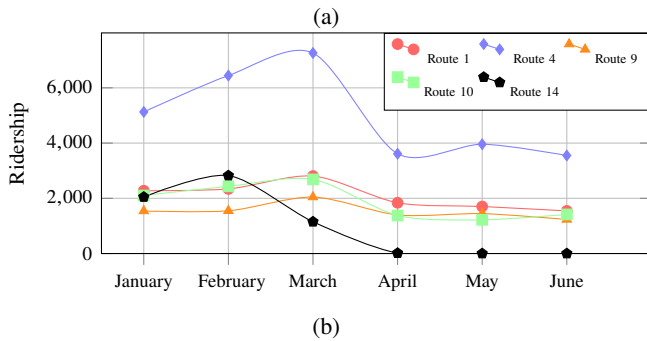 (a)
Route 1 Route 4 Route 9
Route 10 Route 14
6,000
4,000
2,000
0
Ridership
January February March April May June
(b)